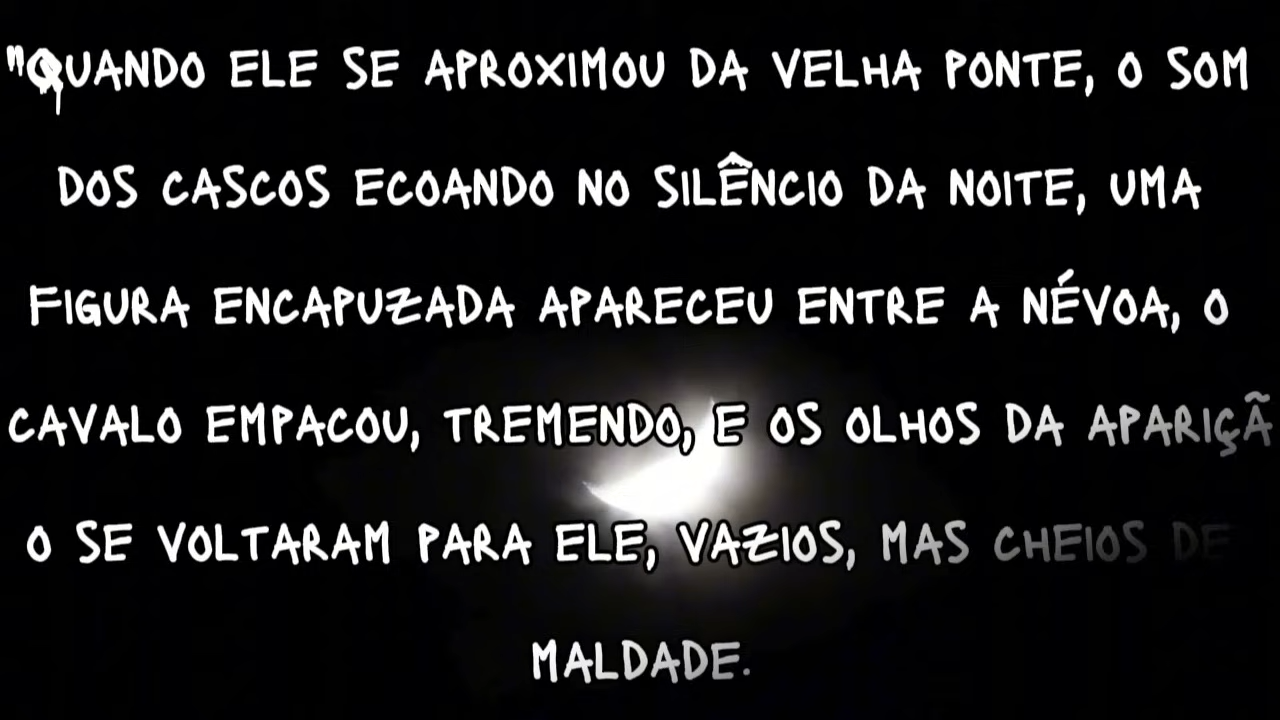 "QUANDO ELE SE APROXIMOU DA VELHA PONTE, O SOM
DOS CASCOS ECOANDO NO SILÊNCIO DA NOITE, UMA
FIGURA ENCAPUZADA APARECEU ENTRE A NÉVOA, O
CAVALO EMPACOU, TREMENDO, E OS OLHOS DA APARIÇÃ
O SE VOLTARAM PARA ELE, VAZIOS, MAS CHEIOS DE
MALDADE.